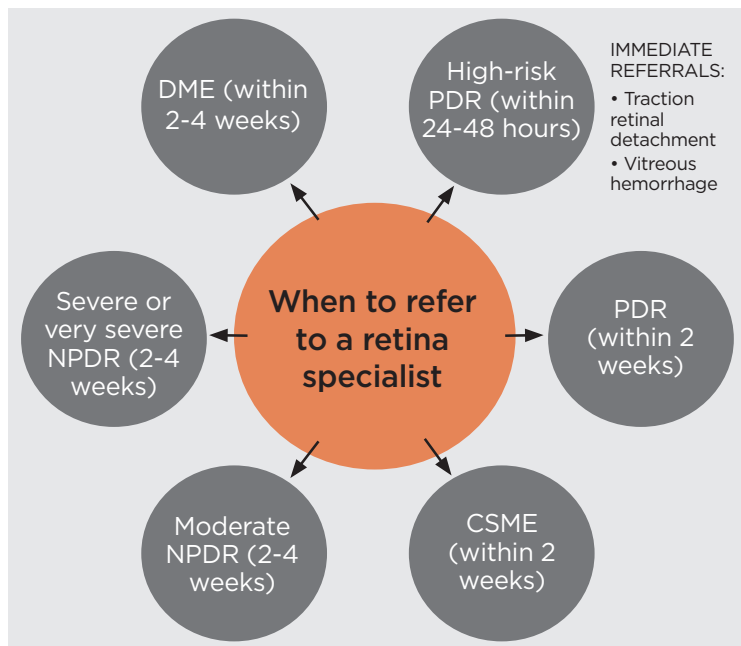 DME (within
2-4 weeks)
High-risk
PDR (within
24-48 hours)
IMMEDIATE
REFERRALS:
• Traction
retinal
detachment
• Vitreous
hemorrhage
Severe or
very severe
NPDR (2-4
weeks)
When to refer
to a retina
specialist
PDR
(within 2
weeks)
Moderate
NPDR (2-4
weeks)
CSME
(within 2
weeks)